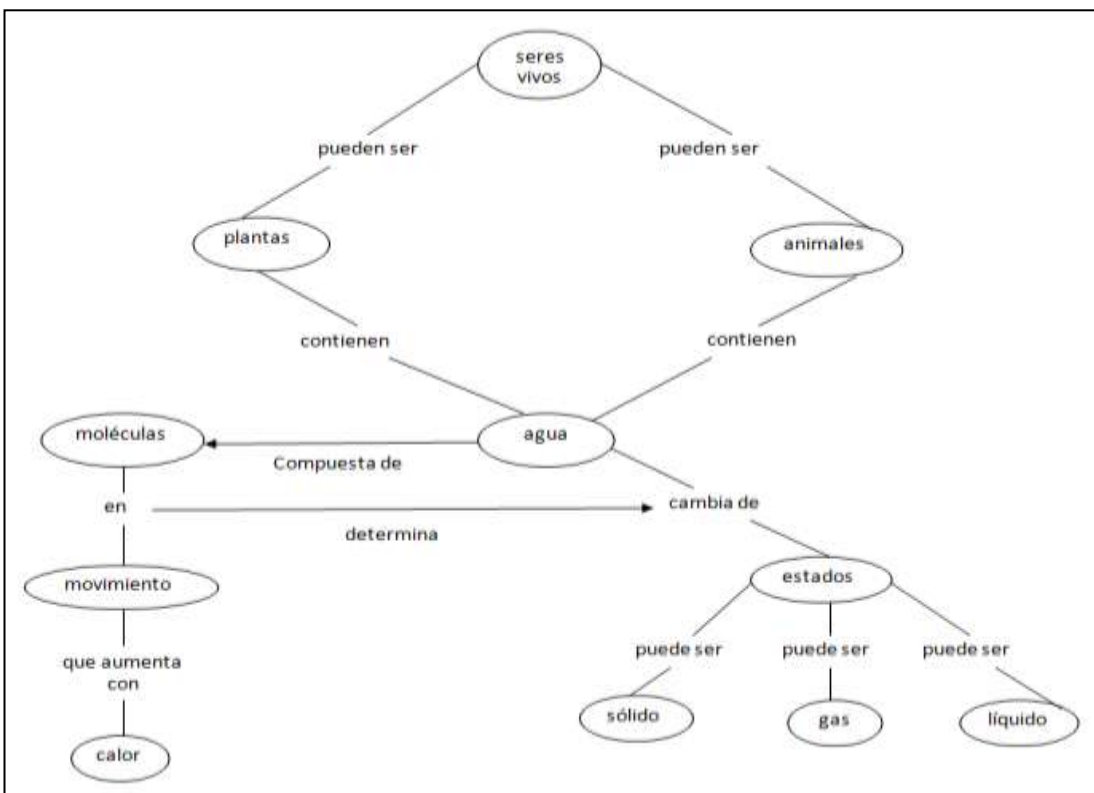 seres
vivos
pueden ser
pueden ser
plantas
animales
contienen
contienen
moléculas
agua
Compuesta de
en
cambia de
determina
movimiento
estados
que aumenta
con
puede ser
puede ser
puede ser
sólido
gas
líquido
calor